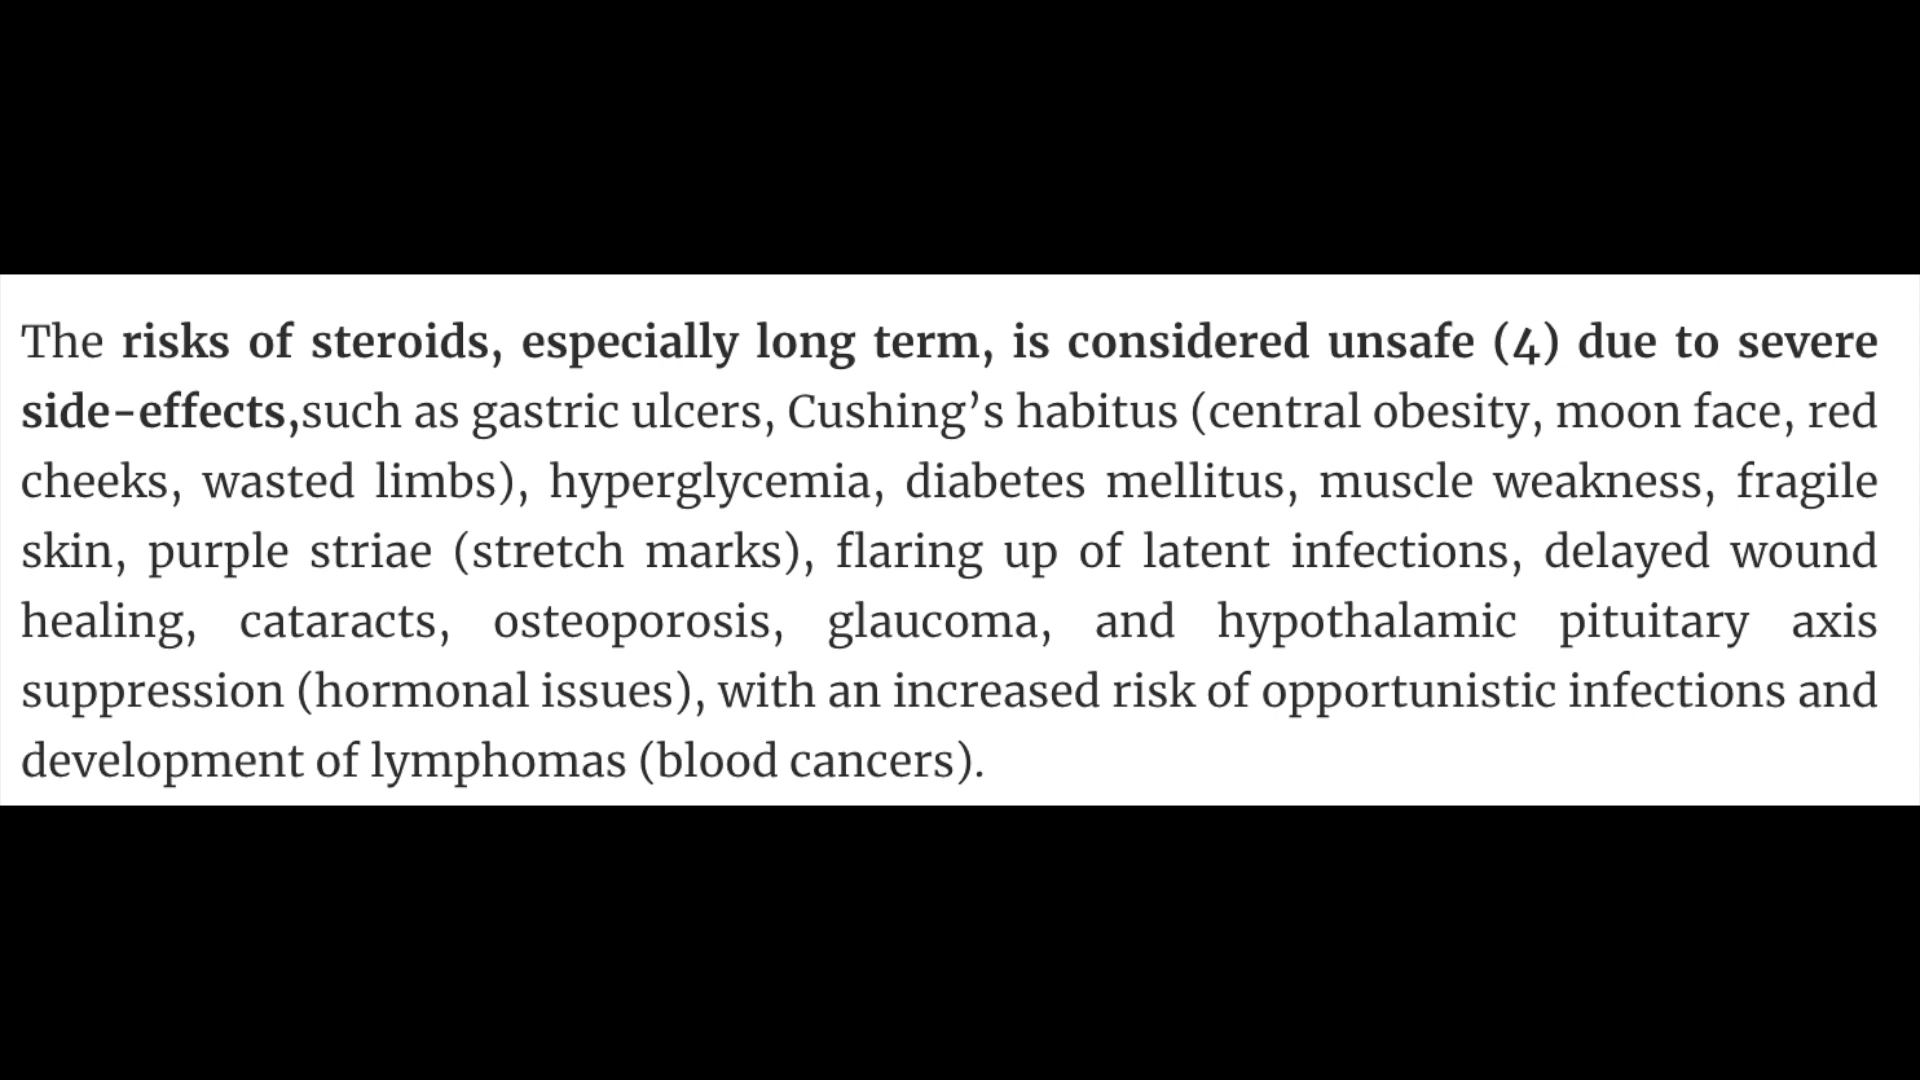 The risks of steroids, especially long term, is considered unsafe (4) due to severe
side-effects,such as gastric ulcers, Cushing’s habitus (central obesity, moon face, red
cheeks, wasted limbs), hyperglycemia, diabetes mellitus, muscle weakness, fragile
skin, purple striae (stretch marks), flaring up of latent infections, delayed wound
healing, cataracts, osteoporosis, glaucoma, and hypothalamic pituitary axis
suppression (hormonal issues), with an increased risk of opportunistic infections and
development of lymphomas (blood cancers).